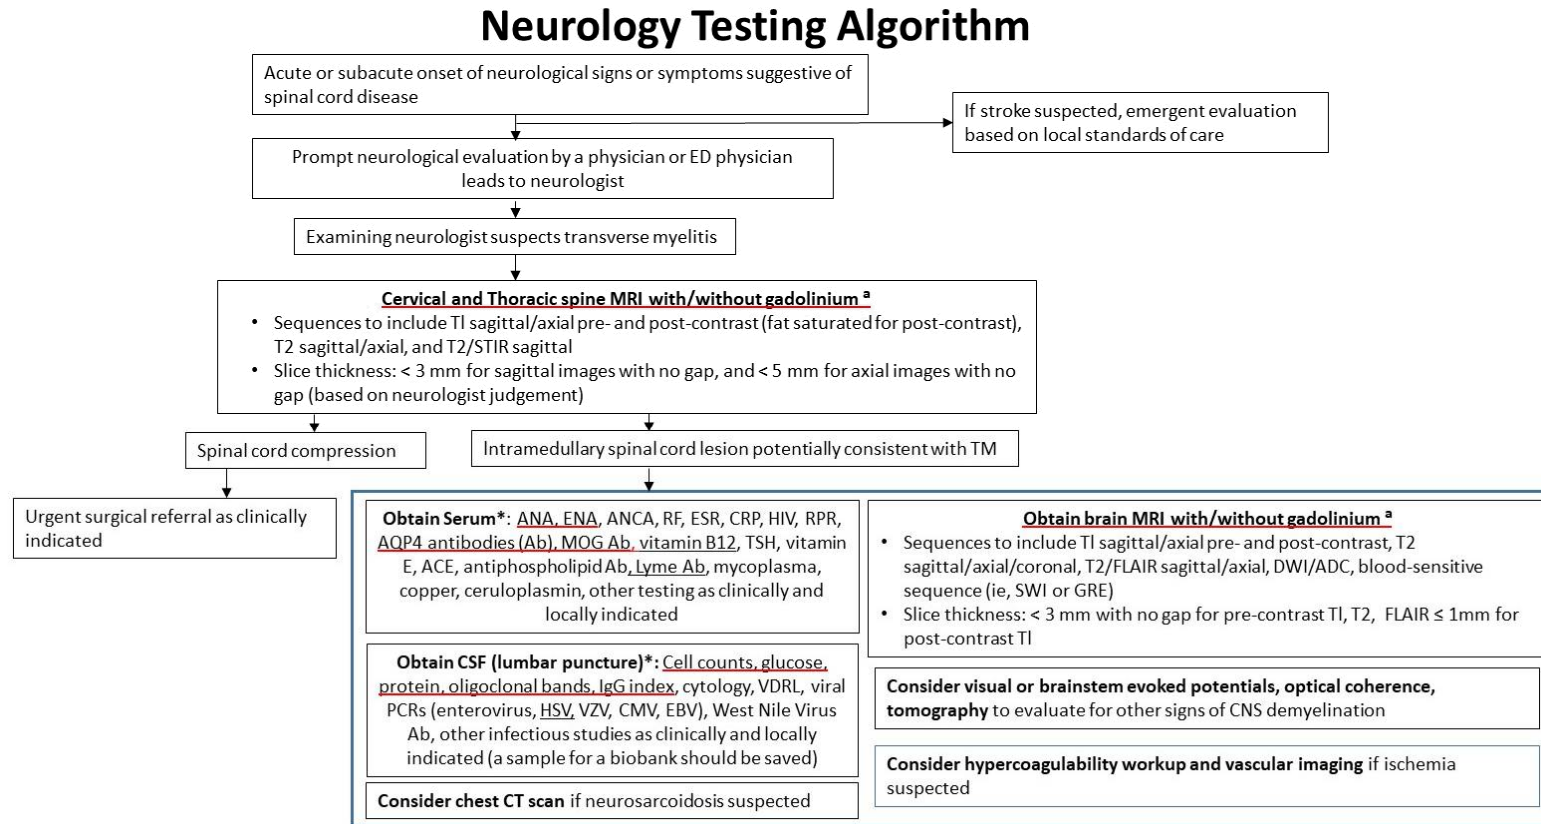 Neurology Testing Algorithm
Acute or subacute onset of neurological signs or symptoms suggestive of
spinal cord disease
If stroke suspected, emergent evaluation
based on local standards of care
Prompt neurological evaluation by a physician or ED physician
leads to neurologist
Examining neurologist suspects transverse myelitis
Cervical and Thoracic spine MRI with/without gadolinium a
• Sequences to include Tl sagittal/axial pre- and post-contrast (fat saturated for post-contrast),
T2 sagittal/axial, and T2/STIR sagittal
• Slice thickness: < 3 mm for sagittal images with no gap, and < 5 mm for axial images with no
gap (based on neurologist judgement)
Spinal cord compression
Intramedullary spinal cord lesion potentially consistent with TM
Urgent surgical referral as clinically
indicated
Obtain Serum*: ANA, ENA, ANCA, RF, ESR, CRP, HIV, RPR,
AQP4 antibodies (Ab), MOG Ab, vitamin B12, TSH, vitamin
E, ACE, antiphospholipid Ab, Lyme Ab, mycoplasma,
copper, ceruloplasmin, other testing as clinically and
locally indicated
Obtain CSF (lumbar puncture)*: Cell counts, glucose,
protein, oligoclonal bands, IgG index, cytology, VDRL, viral
PCRs (enterovirus, HSV, VZV, CMV, EBV), West Nile Virus
Ab, other infectious studies as clinically and locally
indicated (a sample for a biobank should be saved)
Consider chest CT scan if neurosarcoidosis suspected
Obtain brain MRI with/without gadolinium a
• Sequences to include Tl sagittal/axial pre- and post-contrast, T2
sagittal/axial/coronal, T2/FLAIR sagittal/axial, DWI/ADC, blood-sensitive
sequence (ie, SWI or GRE)
• Slice thickness: < 3 mm with no gap for pre-contrast Tl, T2, FLAIR ≤ 1mm for
post-contrast Tl
Consider visual or brainstem evoked potentials, optical coherence,
tomography to evaluate for other signs of CNS demyelination
Consider hypercoagulability workup and vascular imaging if ischemia
suspected